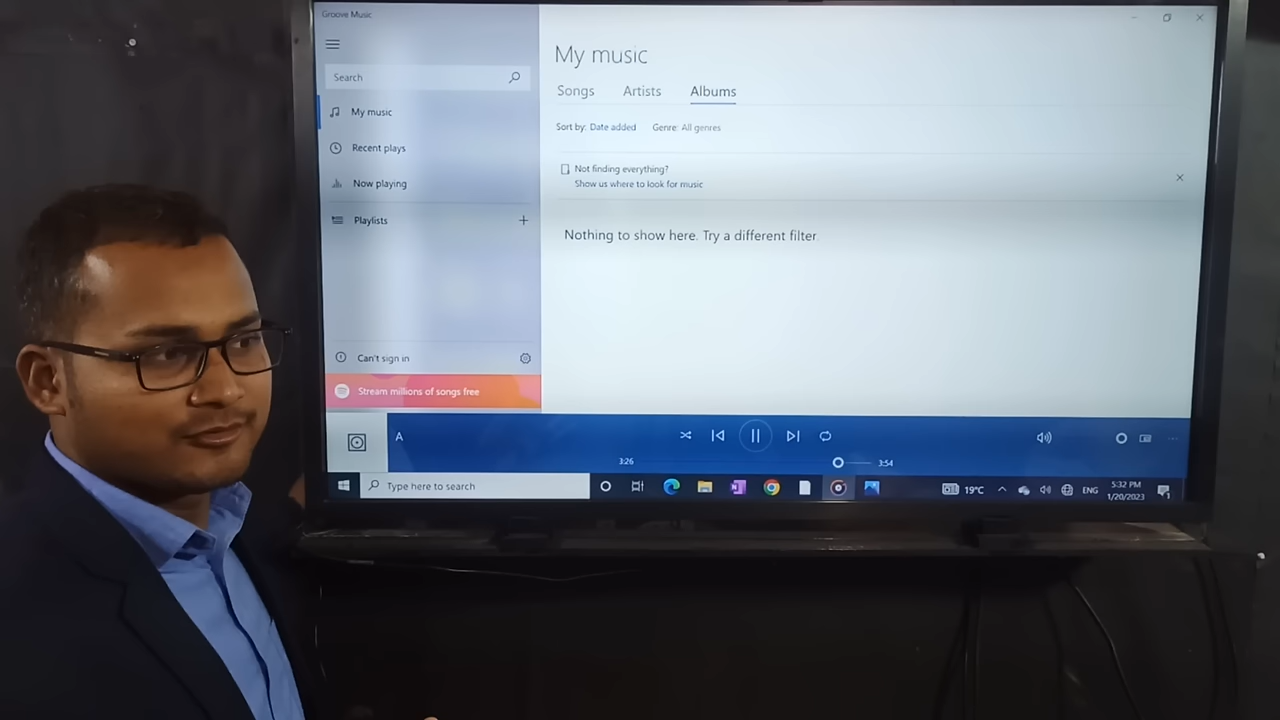 Groove Music
Search
My music
Recent plays
Now playing
Playlists
Can't sign in
Stream millions of songs free
My music
Songs Artists Albums
Sort by: Date added Genre: All genres
Not finding everything?
Show us where to look for music
Nothing to show here. Try a different filter.
A
3:26 3:54
Type here to search
19°C ENG 5:32 PM
1/20/2023